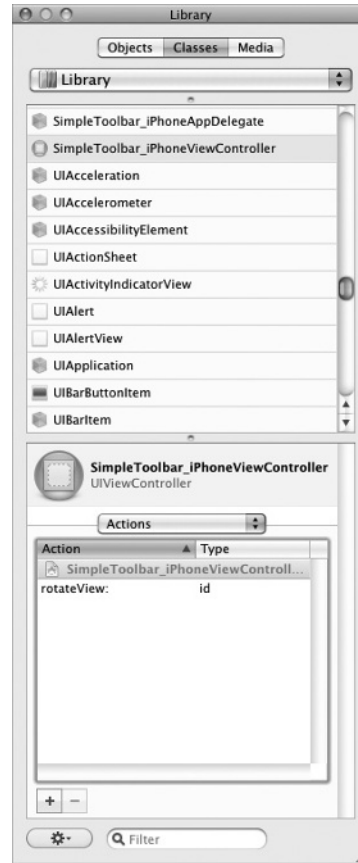 Library
Objects Classes Media
Library
SimpleToolbar_iPhoneAppDelegate
SimpleToolbar_iPhoneViewController
UIAcceleration
UIAccelerometer
UIAccessibilityElement
UIActionSheet
UIActivityIndicatorView
UIAlert
UIAlertView
UIApplication
UIBarButtonItem
UIBarItem
SimpleToolbar_iPhoneViewController
UIViewController
Actions
Action Type
SimpleToolbar_iPhoneViewControll...
rotateView: id
+ −
Filter